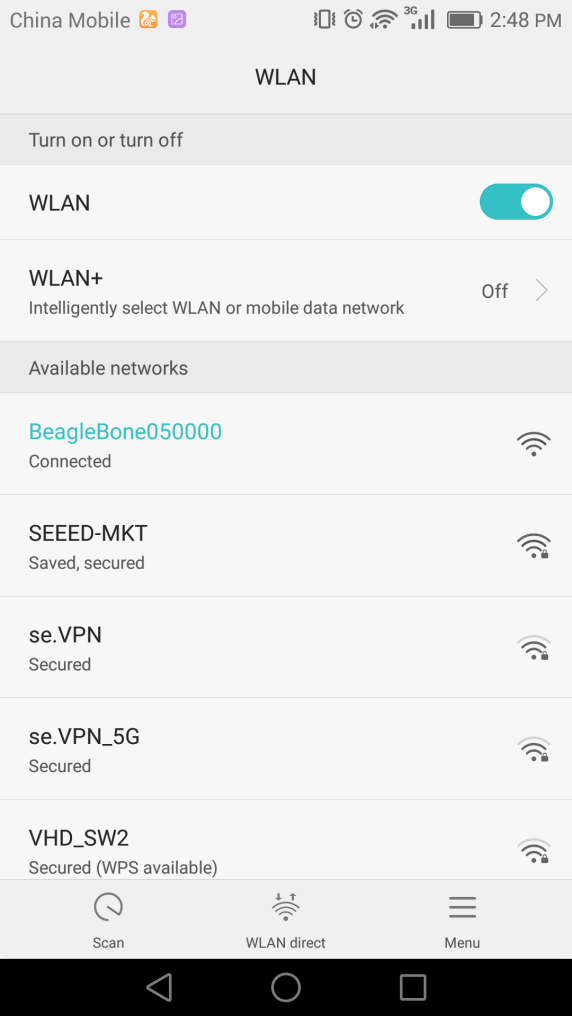 China Mobile 3G 2:48 PM
WLAN
Turn on or turn off
WLAN
WLAN+
Intelligently select WLAN or mobile data network
Off
Available networks
BeagleBone050000
Connected
SEEED-MKT
Saved, secured
se.VPN
Secured
se.VPN_5G
Secured
VHD_SW2
Secured (WPS available)
Scan WLAN direct Menu